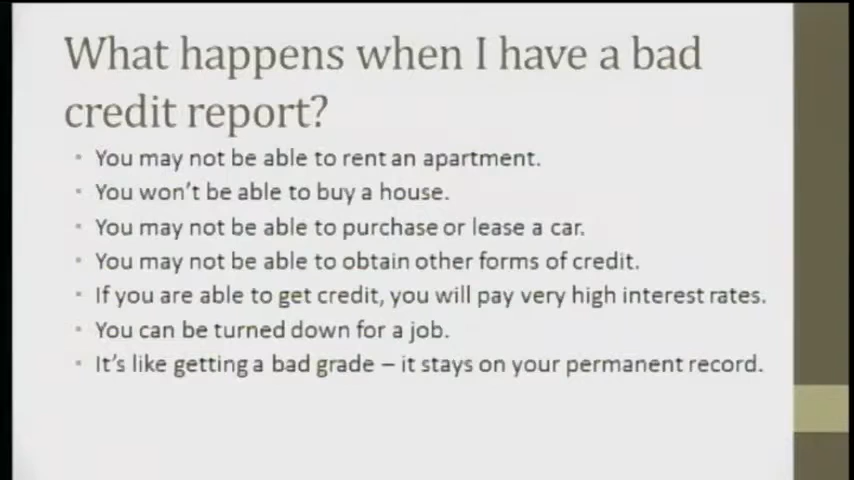 What happens when I have a bad
credit report?
• You may not be able to rent an apartment.
• You won't be able to buy a house.
• You may not be able to purchase or lease a car.
• You may not be able to obtain other forms of credit.
• If you are able to get credit, you will pay very high interest rates.
• You can be turned down for a job.
• It's like getting a bad grade – it stays on your permanent record.